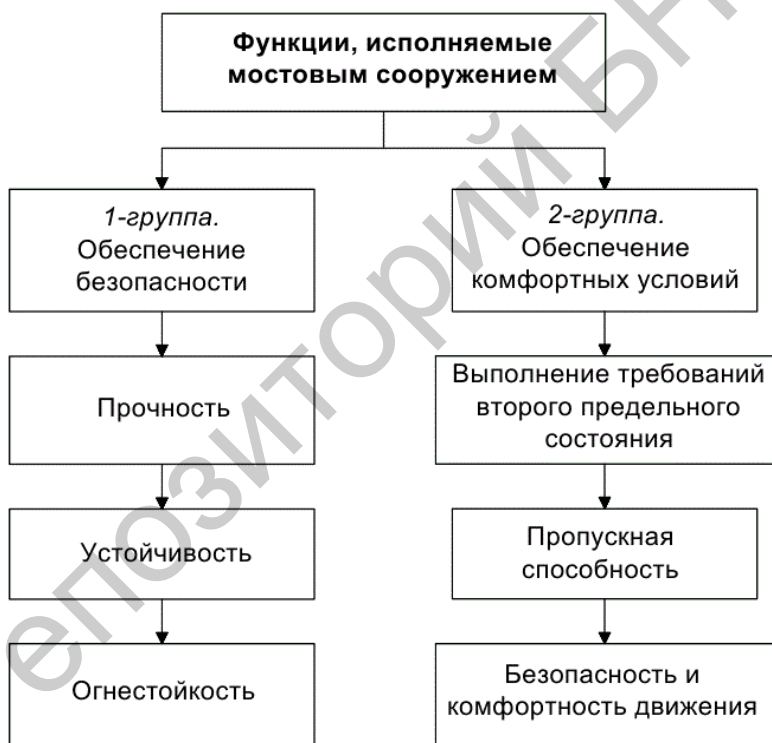 Функции, исполняемые
мостовым сооружением
1-группа.
Обеспечение
безопасности
Прочность
Устойчивость
Огнестойкость
2-группа.
Обеспечение
комфортных условий
Выполнение требований
второго предельного
состояния
Пропускная
способность
Безопасность и
комфортность движения